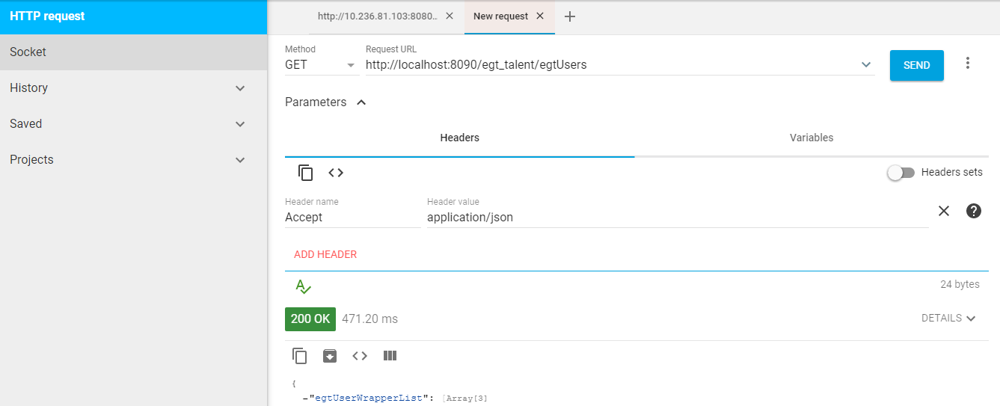 HTTP request
Socket
History
Saved
Projects
http://10.236.81.103:8080..
New request
Method
GET
Request URL
http://localhost:8090/egt_talent/egtUsers
SEND
Parameters
Headers
Variables
Headers sets
Header name
Accept
Header value
application/json
ADD HEADER
24 bytes
200 OK 471.20 ms
DETAILS
{
-"egtUserWrapperList": [Array[3]